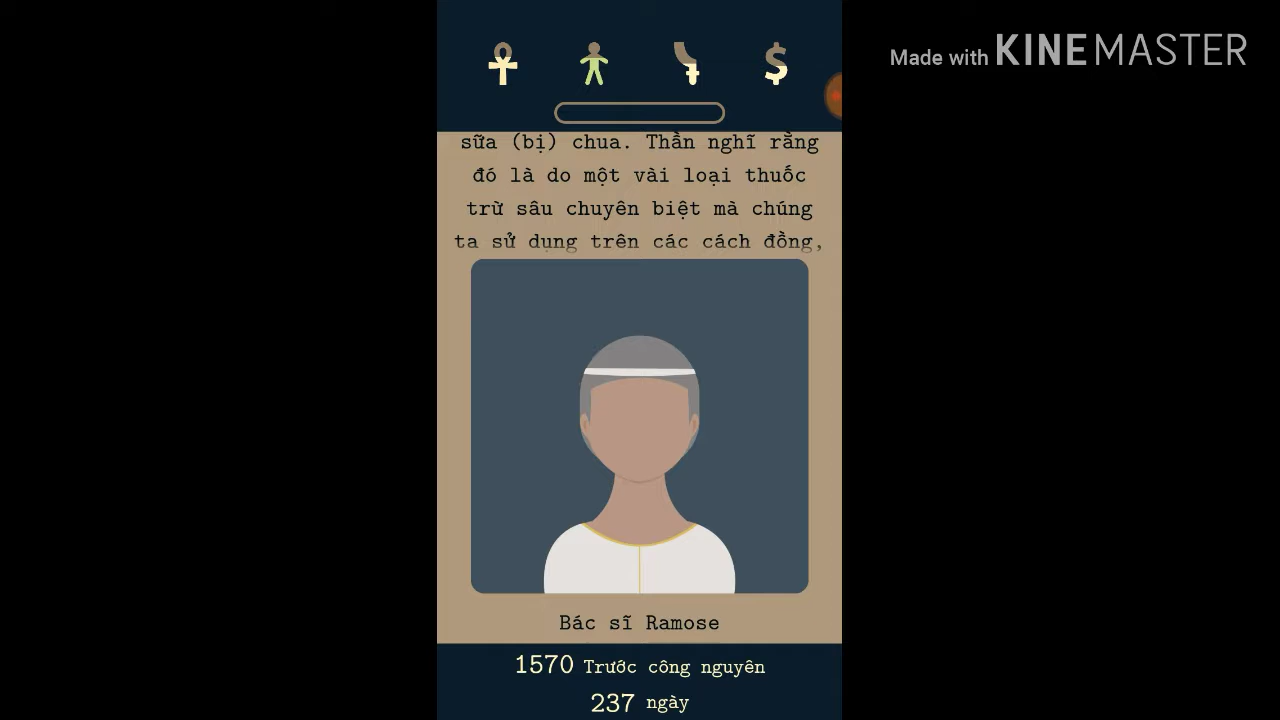 Made with KINEMASTER
sữa (bị) chua. Thần nghĩ rằng
đó là do một vài loại thuốc
trừ sâu chuyên biệt mà chúng
ta sử dụng trên các cách đồng,
Bác sĩ Ramose
1570 Trước công nguyên
237 ngày